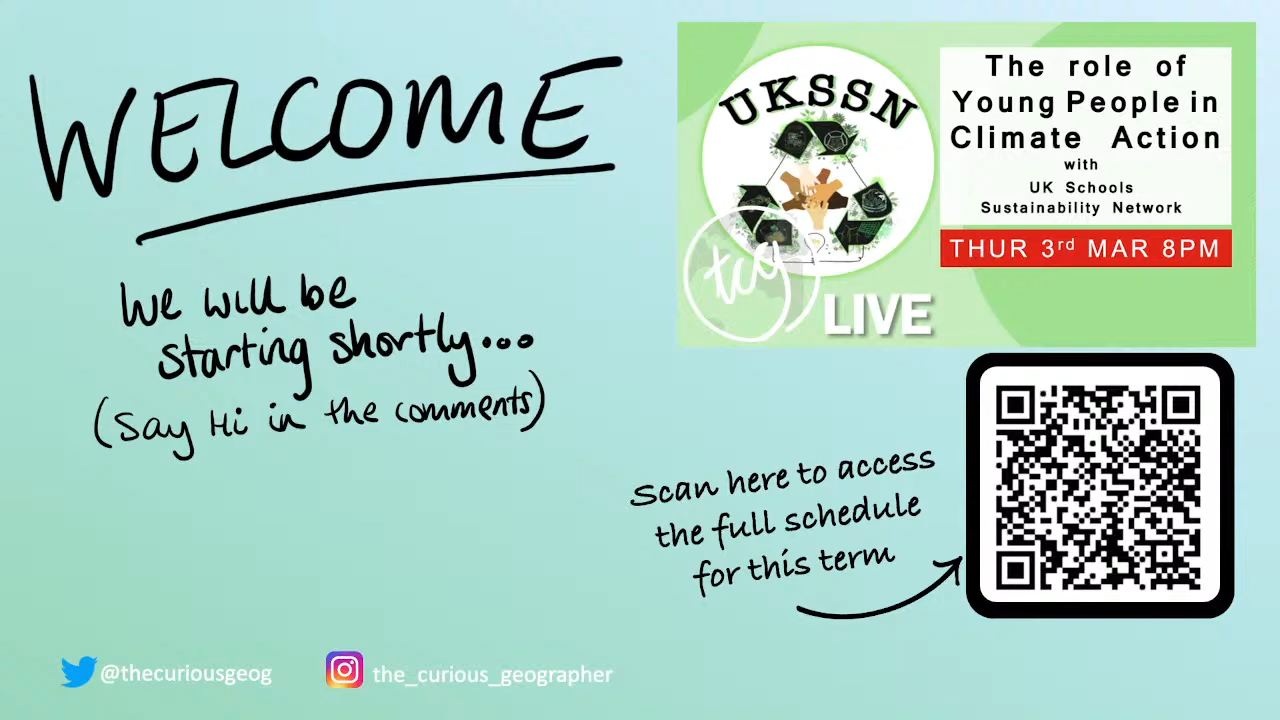 WELCOME
We will be
starting shortly...
(Say Hi in the comments)
UKSSN
tcg
LIVE
The role of
Young People in
Climate Action
with
UK Schools
Sustainability Network
THUR 3rd MAR 8PM
Scan here to access
the full schedule
for this term
@thecuriousgeog
the_curious_geographer